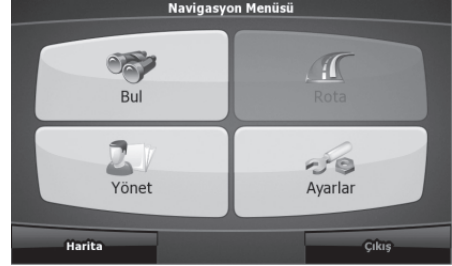 Navigasyon Menüsü
Bul
Rota
Yönet
Ayarlar
Harita
Çıkış